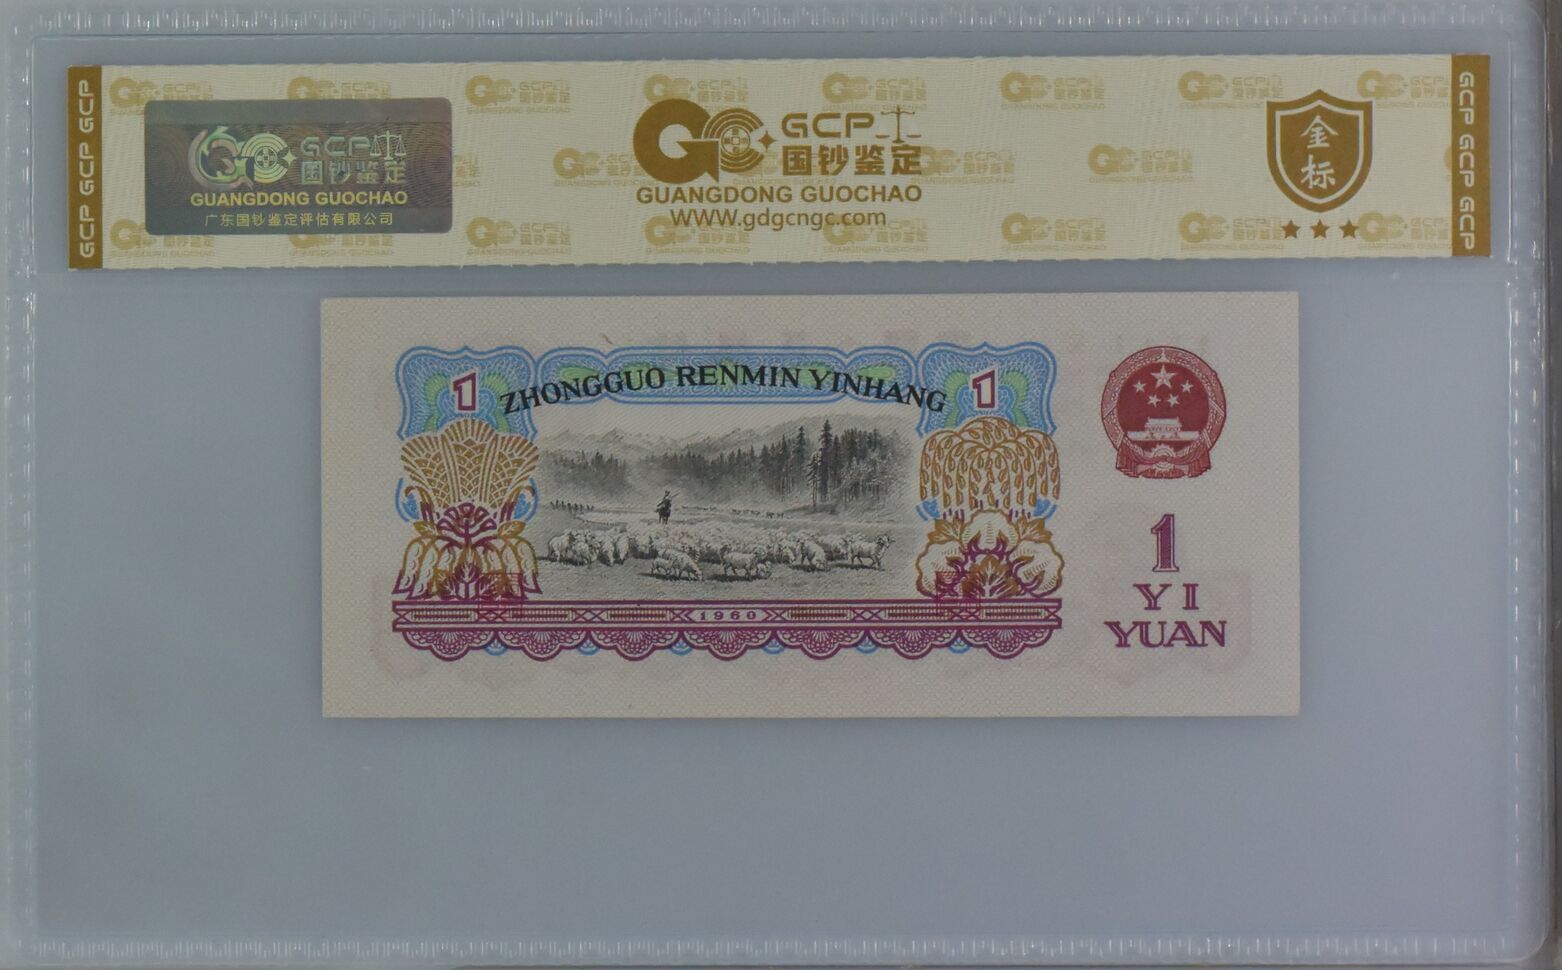 GCP GCP GCP
GCP
国钞鉴定
GUANGDONG GUOCHAO
广东国钞鉴定评估有限公司
GCP
国钞鉴定
GUANGDONG GUOCHAO
WWW.gdgcngc.com
金
标
GCP GCP GCP
1 ZHONGGUO RENMIN YINHANG 1
1960
1
YI
YUAN